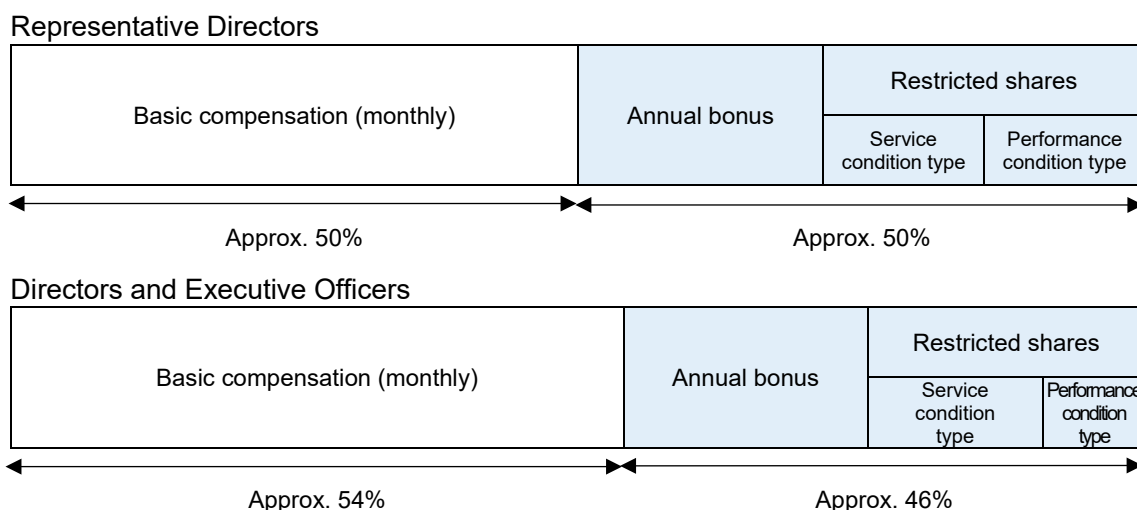 Representative Directors
Basic compensation (monthly)
Annual bonus
Restricted shares
Service
condition type
Performance
condition type
Approx. 50%
Approx. 50%
Directors and Executive Officers
Basic compensation (monthly)
Annual bonus
Restricted shares
Service
condition
type
Performance
condition
type
Approx. 54%
Approx. 46%